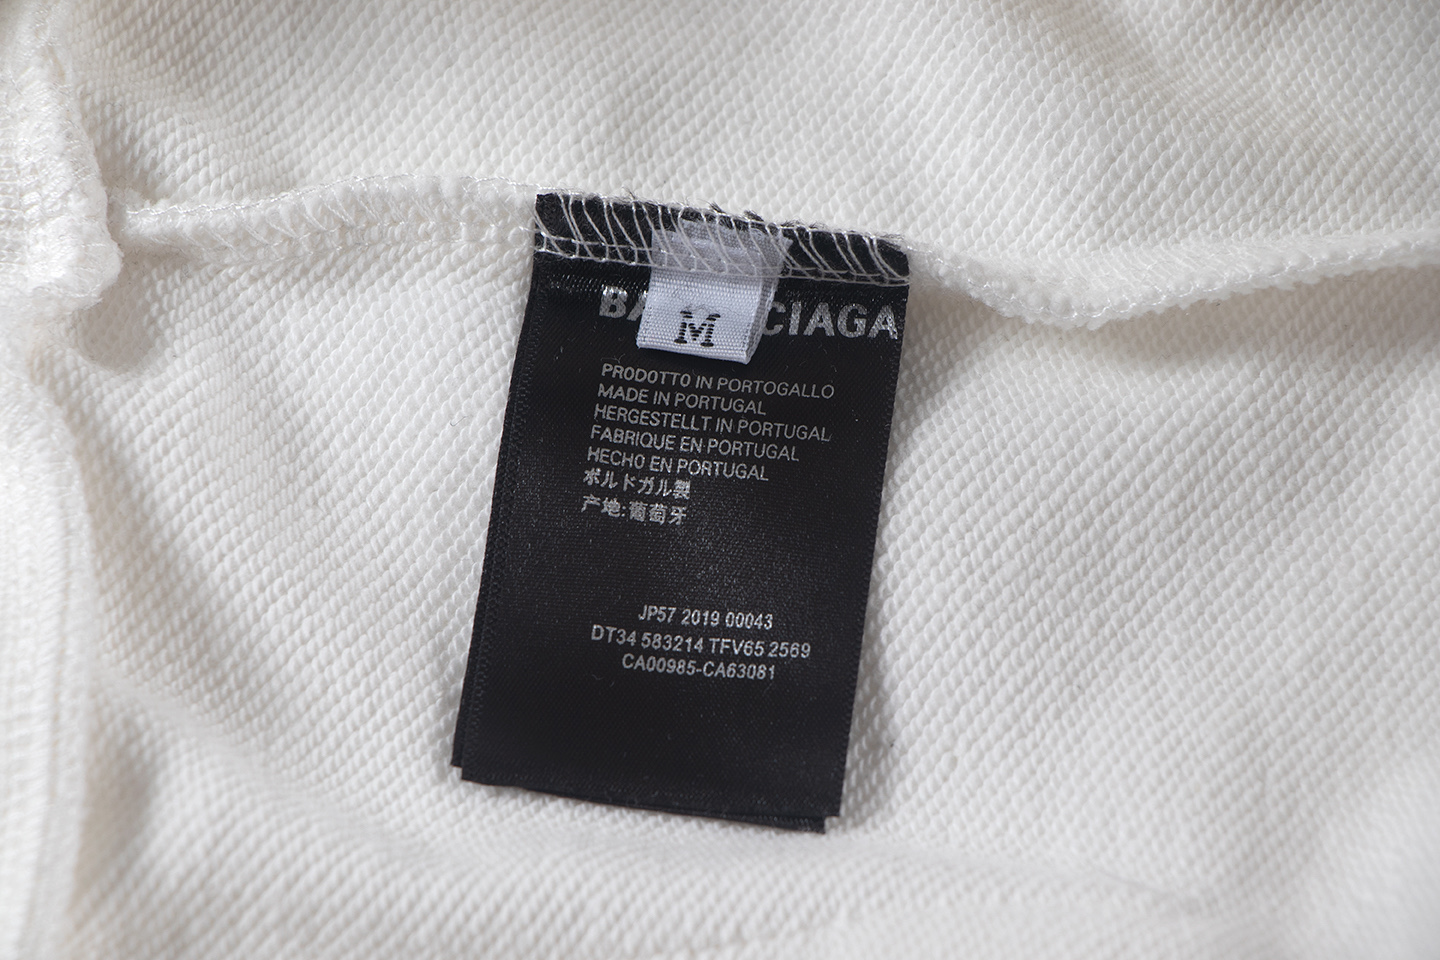 BA CIAGA
M
PRODOTTO IN PORTOGALLO
MADE IN PORTUGAL
HERGESTELLT IN PORTUGAL
FABRIQUE EN PORTUGAL
HECHO EN PORTUGAL
ポルドガル製
产地:葡萄牙
JP57 2019 00043
DT34 583214 TFV65 2569
CA00985-CA63081